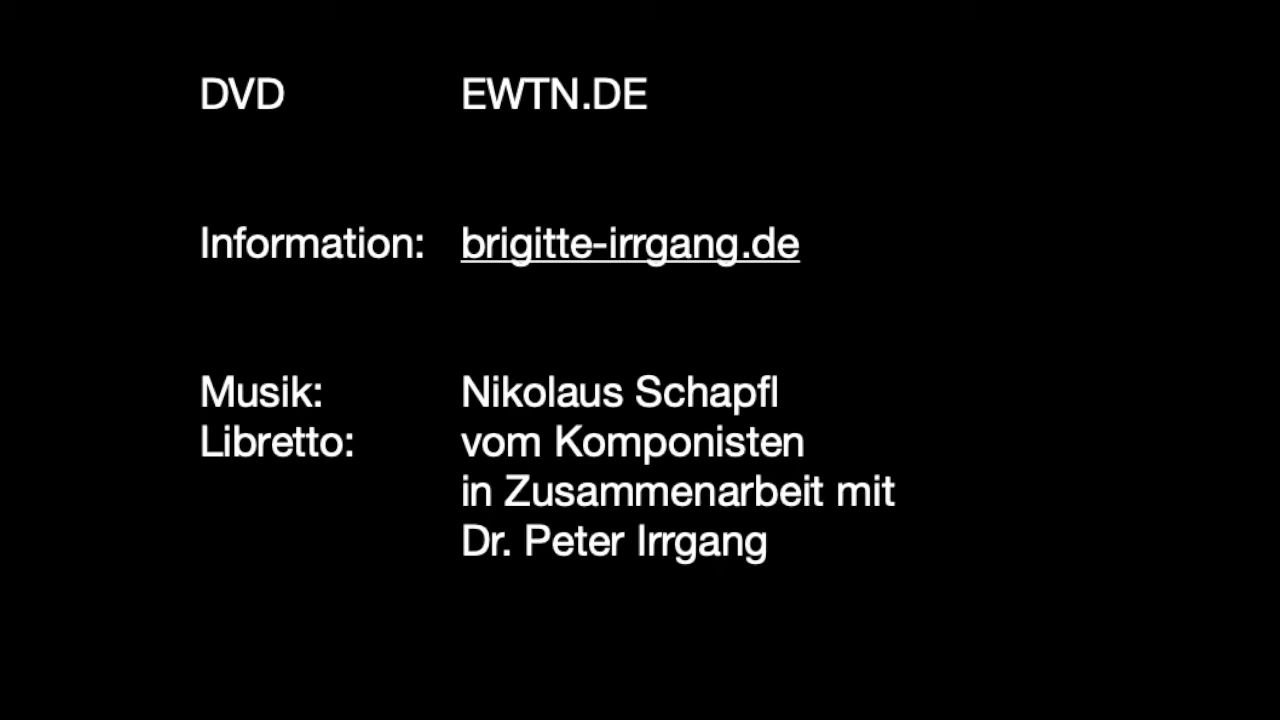 DVD EWTN.DE
Information: brigitte-irrgang.de
Musik: Nikolaus Schapfl
Libretto: vom Komponisten
in Zusammenarbeit mit
Dr. Peter Irrgang